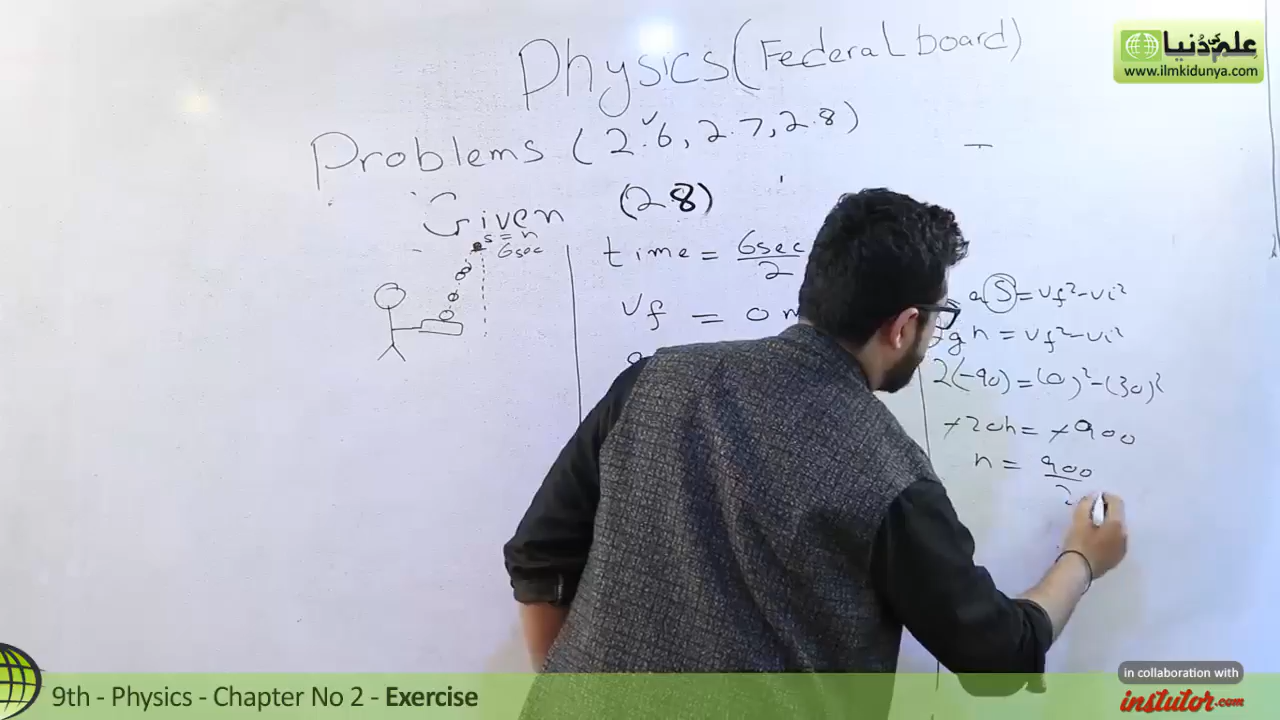 Physics (Federal board)
Problems (2.6, 2.7, 2.8)
Given
(2.8)
S = h
6sec
time = 6sec
2
vf = 0 m
aS = vf² - vi²
gh = vf² - vi²
= (0)² - (30)²
-20h = -900
h = 900
2
علم کی دنیا
www.ilmkidunya.com
9th - Physics - Chapter No 2 - Exercise
in collaboration with
instutor.com